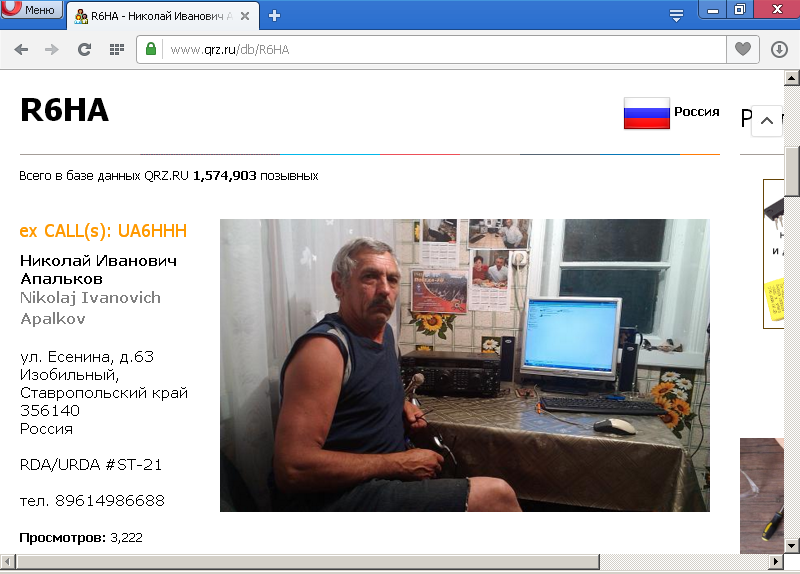 Меню
R6HA - Николай Иванович А
www.qrz.ru/db/R6HA
R6HA
Россия
Всего в базе данных QRZ.RU 1,574,903 позывных
ex CALL(s): UA6HHH
Николай Иванович
Апальков
Nikolaj Ivanovich
Apalkov
ул. Есенина, д.63
Изобильный,
Ставропольский край
356140
Россия
RDA/URDA #ST-21
тел. 89614986688
Просмотров: 3,222